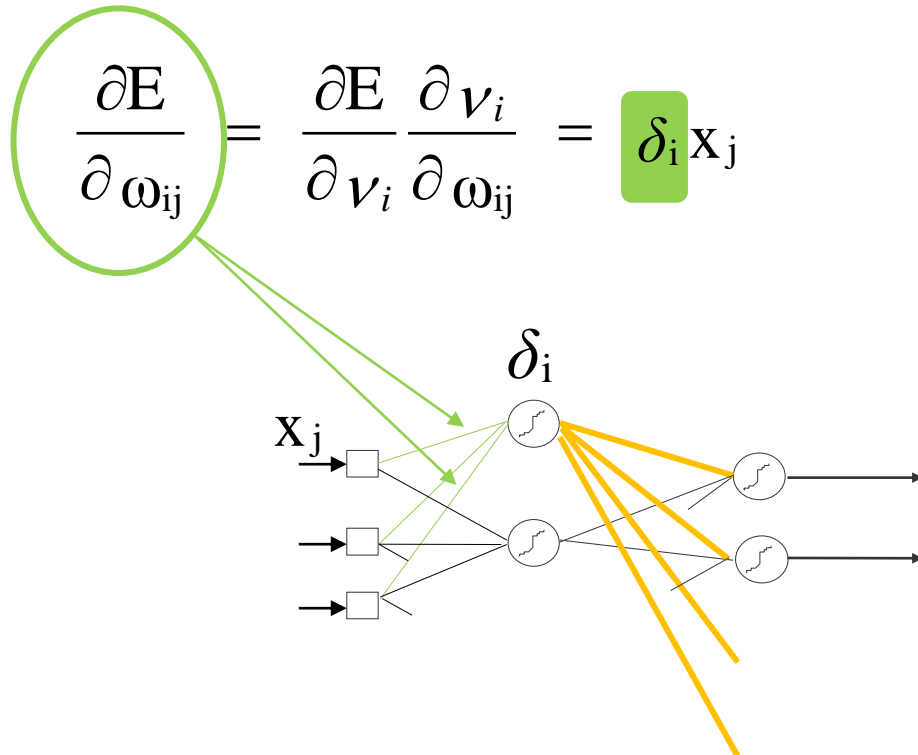 ∂E/∂ω_ij = ∂E/∂ν_i ∂ν_i/∂ω_ij = δ_i x_j
δ_i
x_j